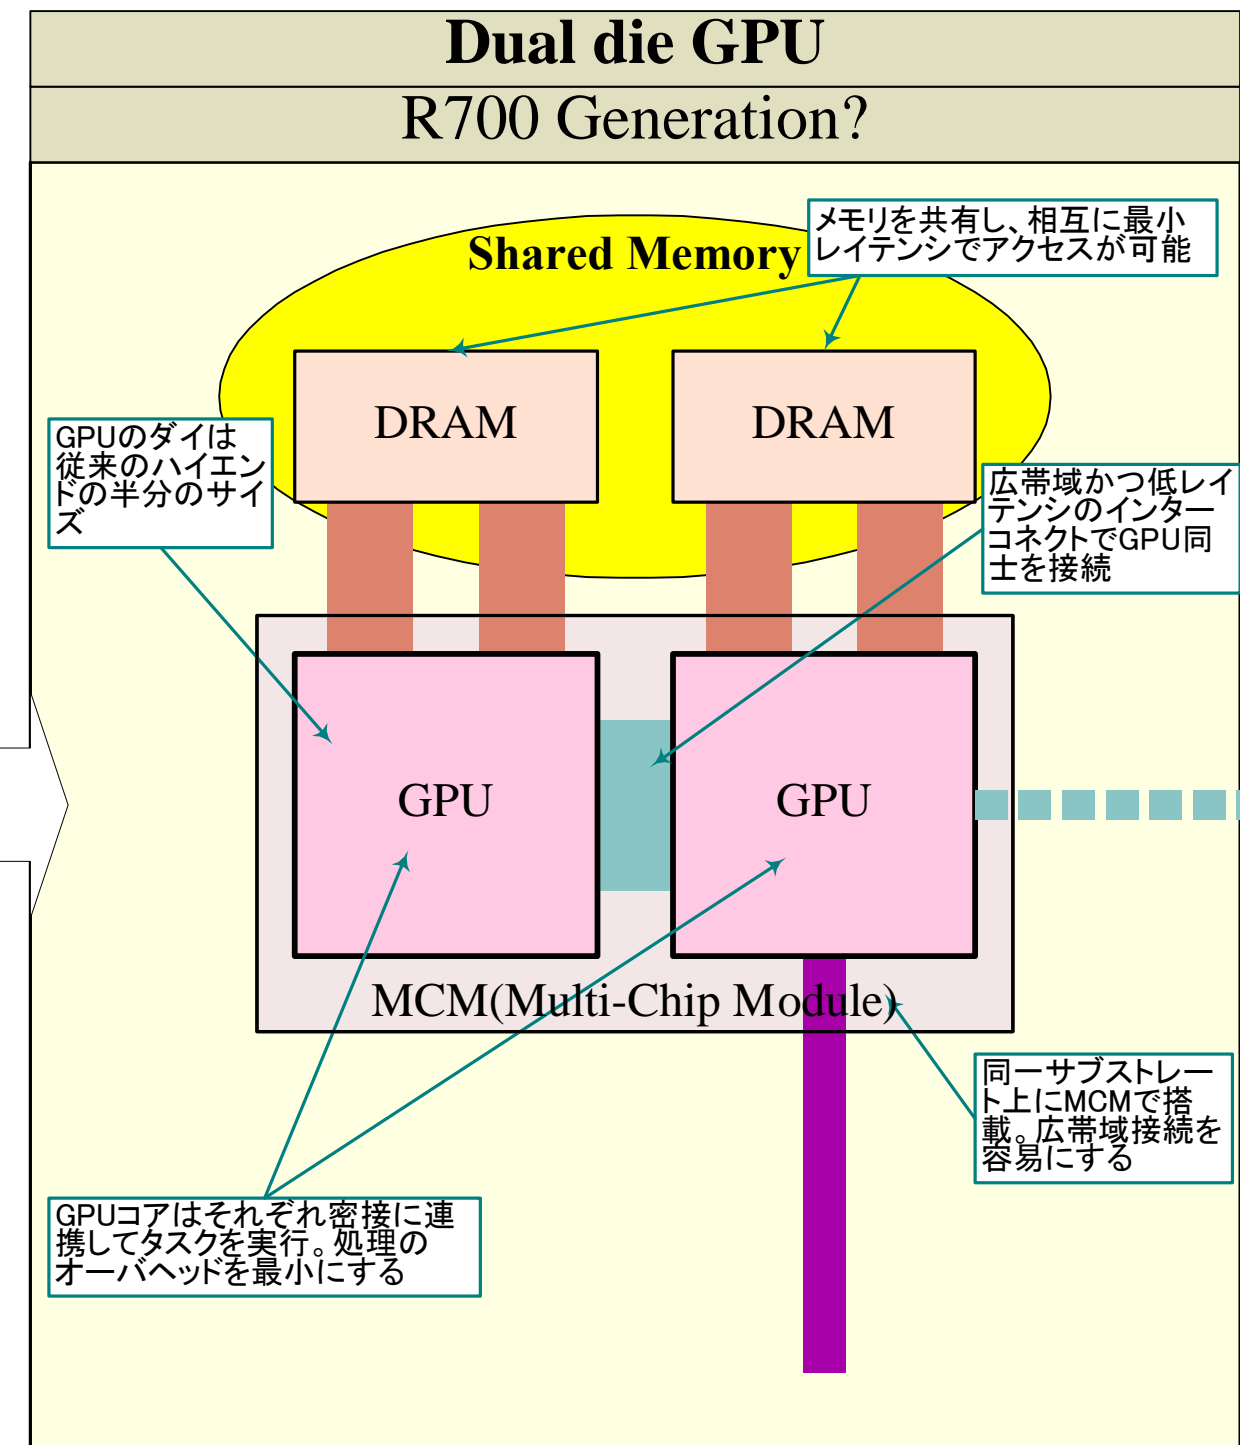 Dual die GPU
R700 Generation?
メモリを共有し、相互に最小
レイテンシでアクセスが可能
Shared Memory
DRAM
DRAM
GPUのダイは
従来のハイエン
ドの半分のサイ
ズ
広帯域かつ低レイ
テンシのインター
コネクトでGPU同
士を接続
GPU
GPU
MCM(Multi-Chip Module)
同一サブストレー
ト上にMCMで搭
載。広帯域接続を
容易にする
GPUコアはそれぞれ密接に連
携してタスクを実行。処理の
オーバヘッドを最小にする